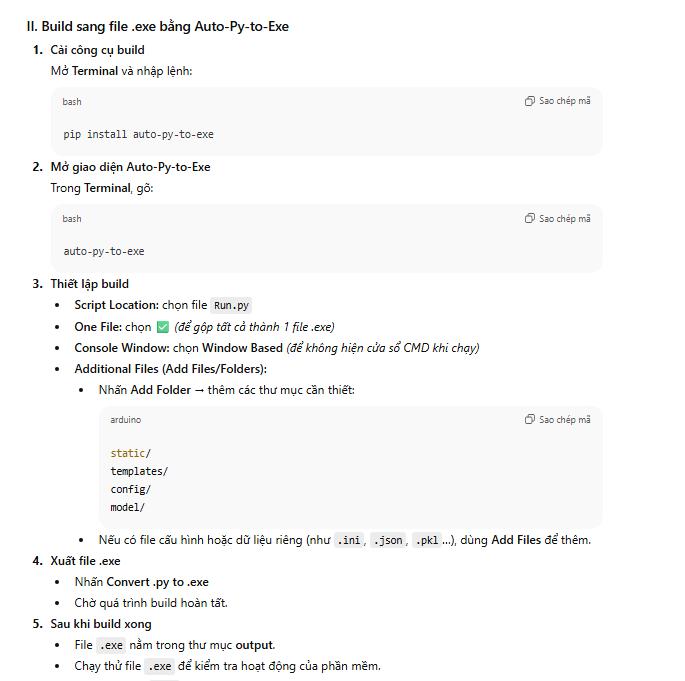 II. Build sang file .exe bằng Auto-Py-to-Exe
1. Cài công cụ build
Mở Terminal và nhập lệnh:
bash
Sao chép mã
pip install auto-py-to-exe
2. Mở giao diện Auto-Py-to-Exe
Trong Terminal, gõ:
bash
Sao chép mã
auto-py-to-exe
3. Thiết lập build
• Script Location: chọn file Run.py
• One File: chọn ✅ (để gộp tất cả thành 1 file .exe)
• Console Window: chọn Window Based (để không hiện cửa sổ CMD khi chạy)
• Additional Files (Add Files/Folders):
• Nhấn Add Folder → thêm các thư mục cần thiết:
arduino
Sao chép mã
static/
templates/
config/
model/
• Nếu có file cấu hình hoặc dữ liệu riêng (như .ini, .json, .pkl…), dùng Add Files để thêm.
4. Xuất file .exe
• Nhấn Convert .py to .exe
• Chờ quá trình build hoàn tất.
5. Sau khi build xong
• File .exe nằm trong thư mục output.
• Chạy thử file .exe để kiểm tra hoạt động của phần mềm.